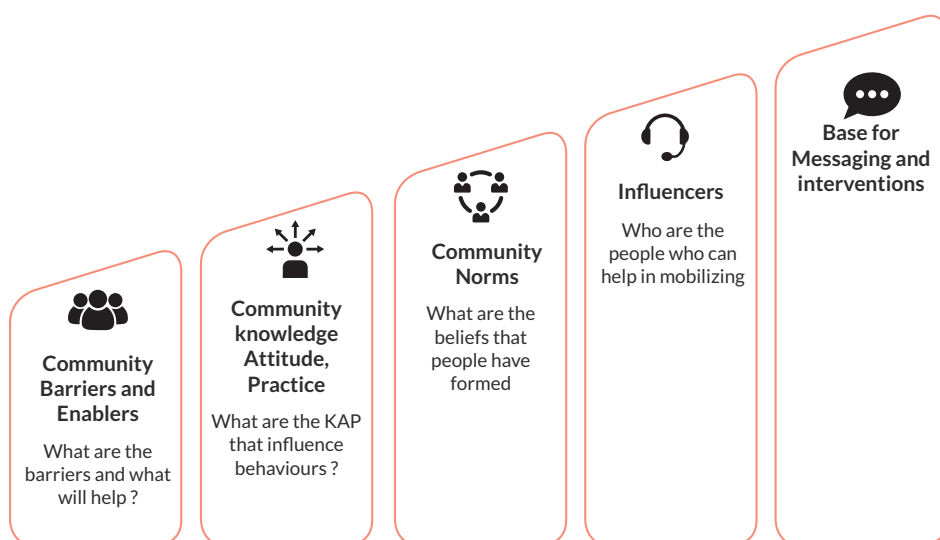 Community
Barriers and
Enablers
What are the
barriers and what
will help ?
Community
knowledge
Attitude,
Practice
What are the KAP
that influence
behaviours ?
Community
Norms
What are the
beliefs that
people have
formed
Influencers
Who are the
people who can
help in mobilizing
Base for
Messaging and
interventions